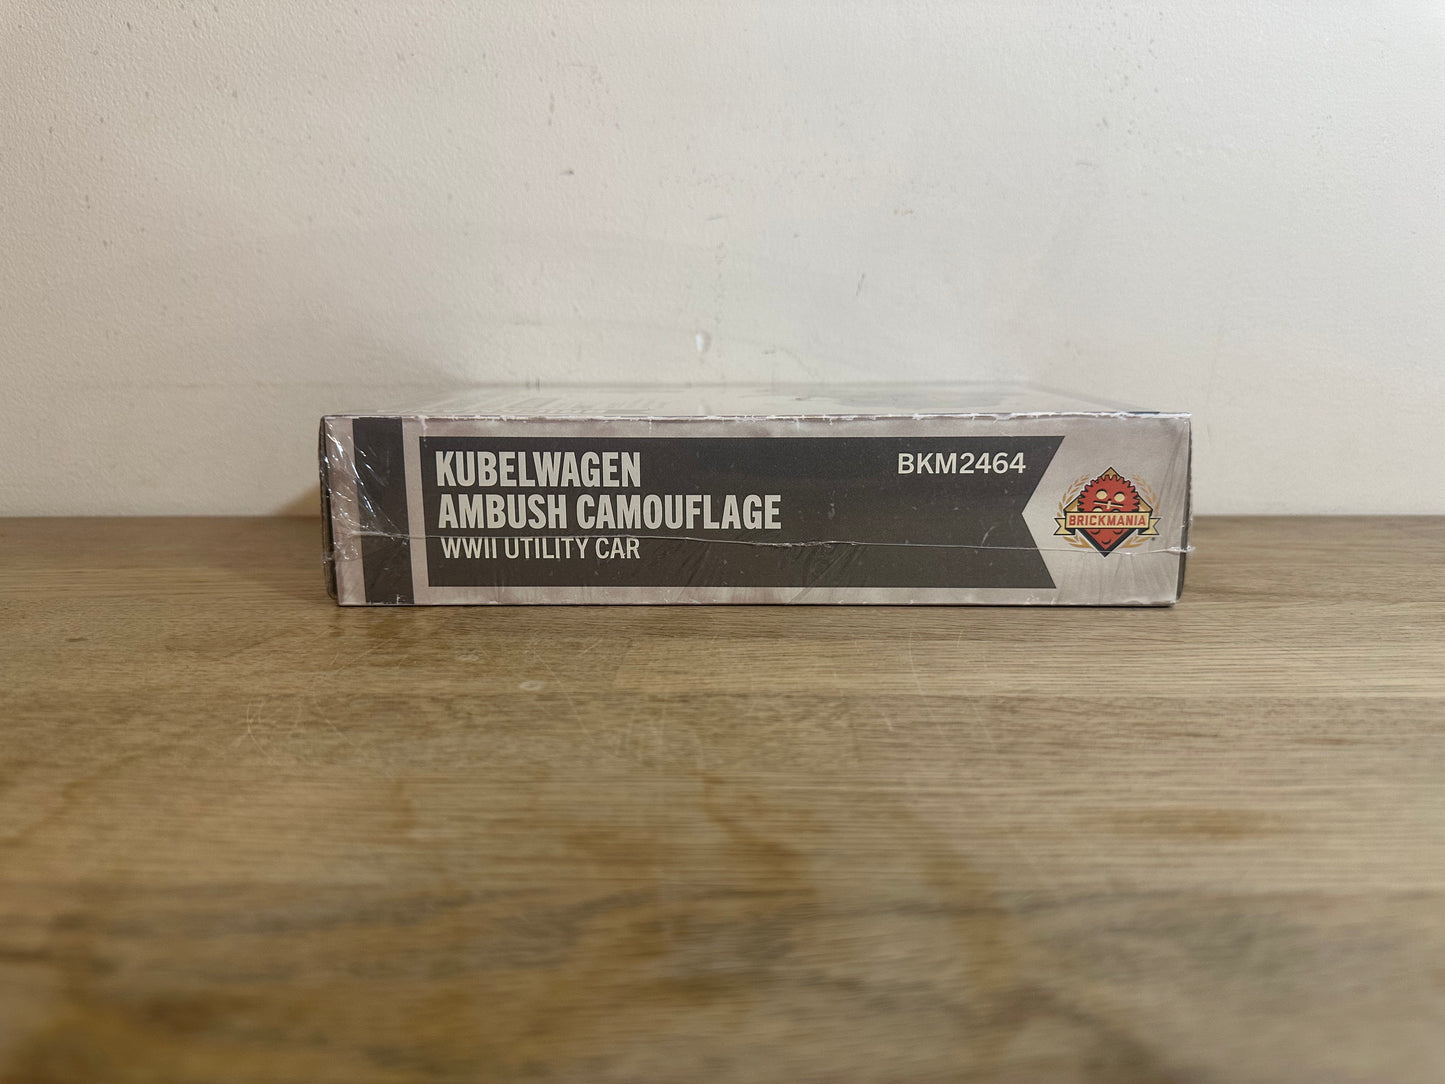 KUBELWAGEN
AMBUSH CAMOUFLAGE
WWII UTILITY CAR
BKM2464
BRICKMANIA